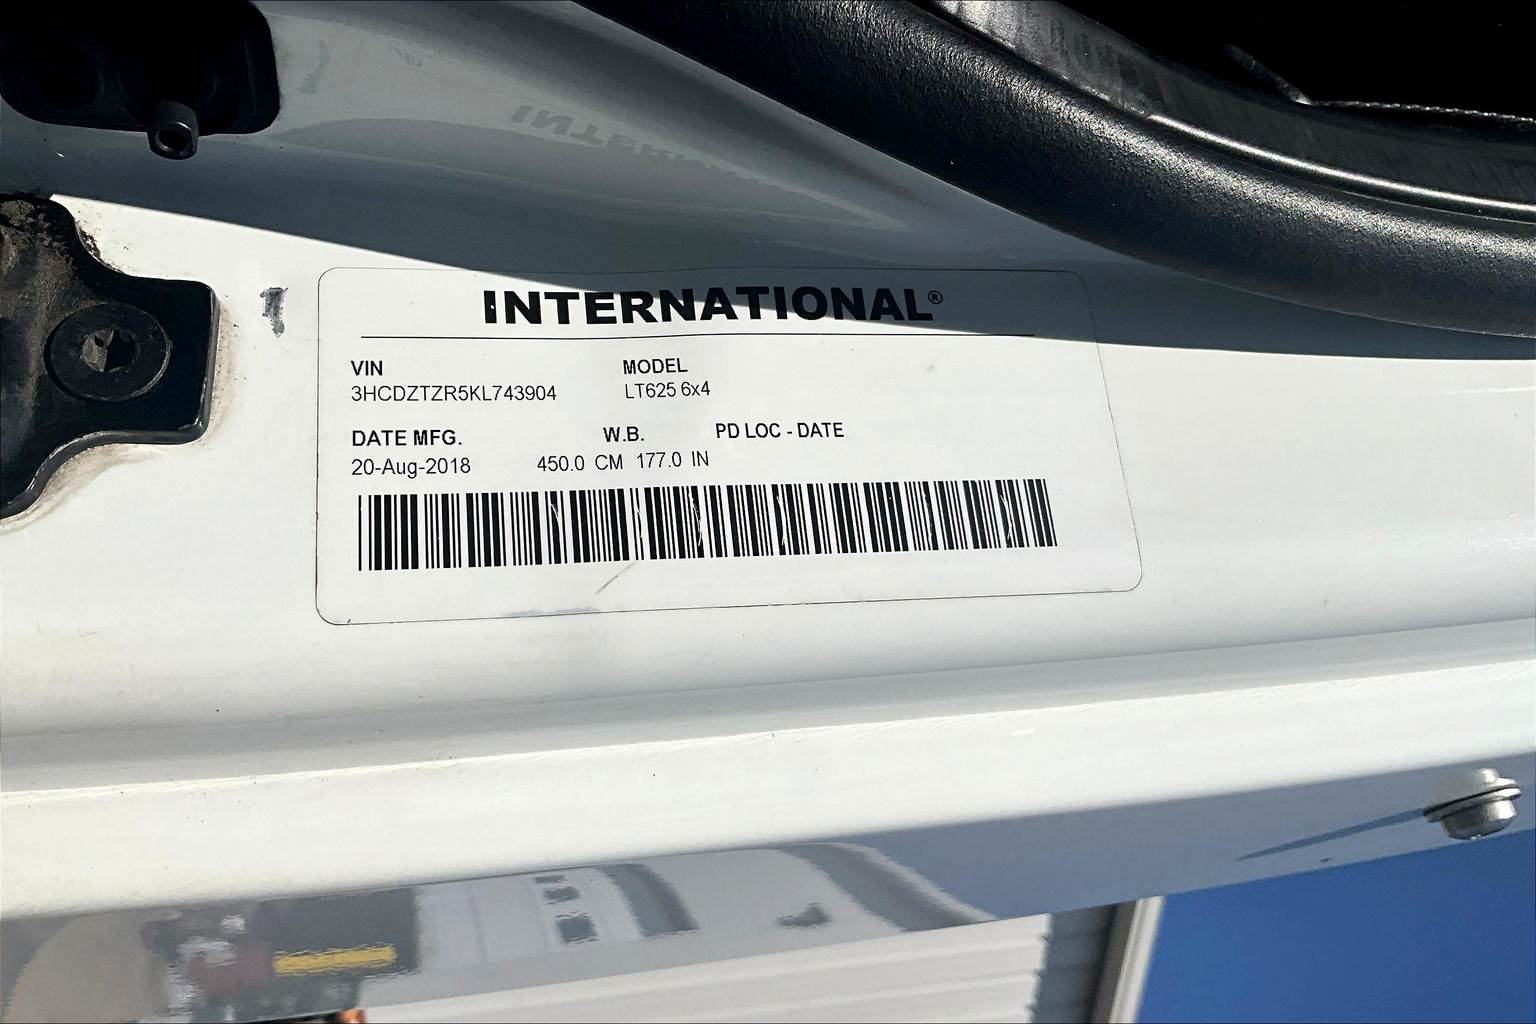 INTERNATIONAL®
VIN MODEL
3HCDZTZR5KL743904 LT625 6x4
DATE MFG. W.B. PD LOC - DATE
20-Aug-2018 450.0 CM 177.0 IN